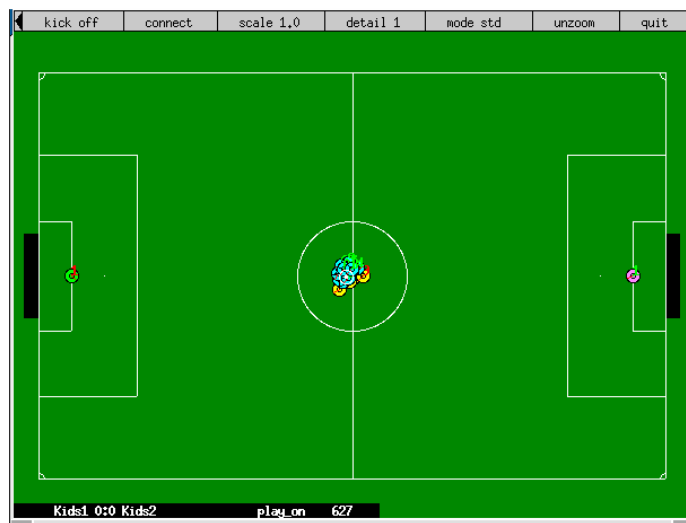 kick off connect scale 1.0 detail 1 mode std unzoom quit
Kids1 0:0 Kids2 play_on 627